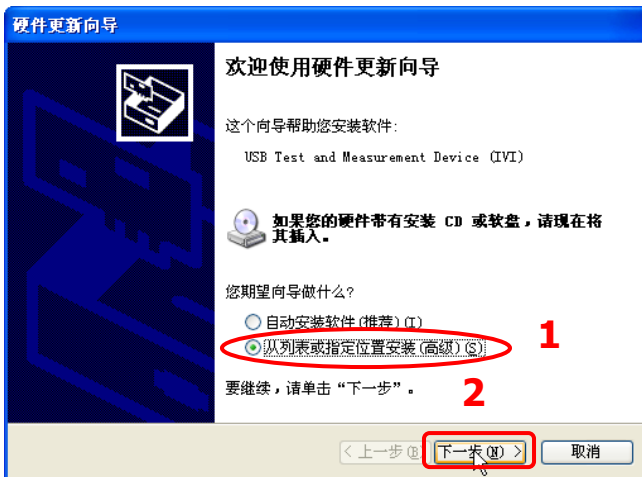 硬件更新向导
欢迎使用硬件更新向导
这个向导帮助您安装软件:
USB Test and Measurement Device (IVI)
如果您的硬件带有安装 CD 或软盘，请现在将
其插入。
您期望向导做什么?
自动安装软件(推荐)(I)
从列表或指定位置安装(高级)(S)
1
要继续，请单击“下一步”。
2
< 上一步(B)
下一步(N) >
取消